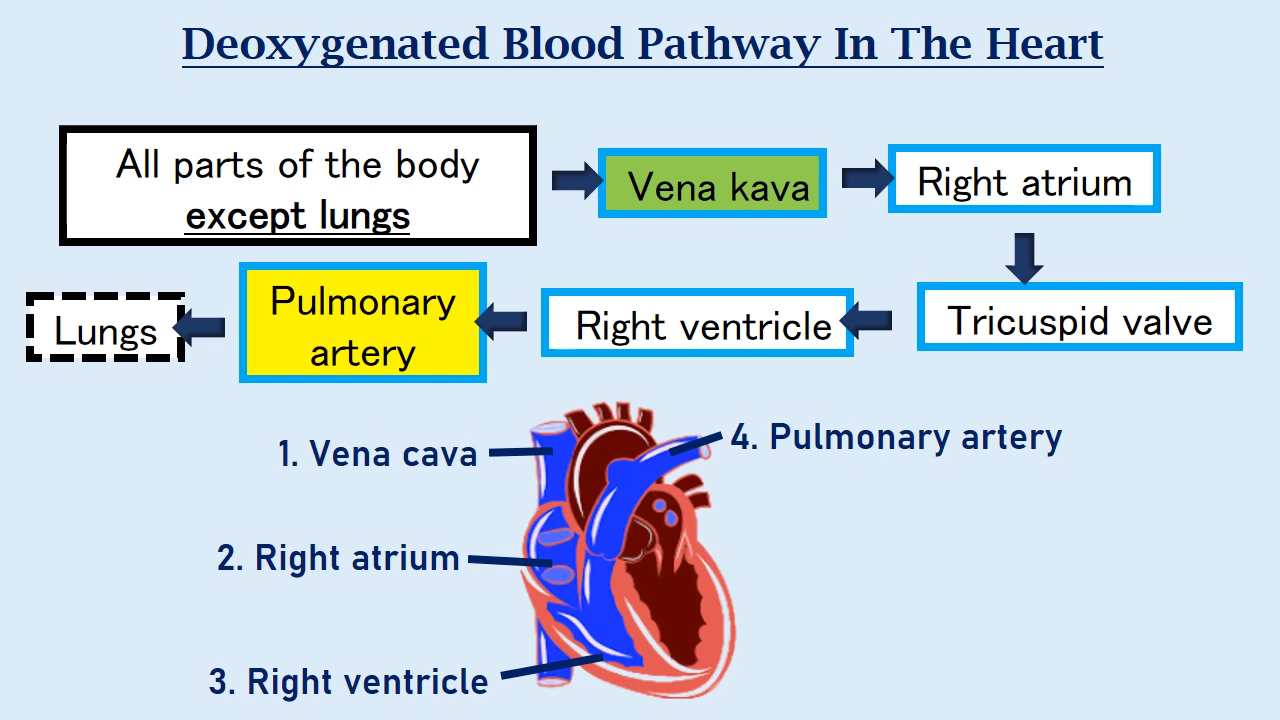 Deoxygenated Blood Pathway In The Heart
All parts of the body
except lungs
Vena kava
Right atrium
Tricuspid valve
Right ventricle
Pulmonary
artery
Lungs
1. Vena cava
4. Pulmonary artery
2. Right atrium
3. Right ventricle